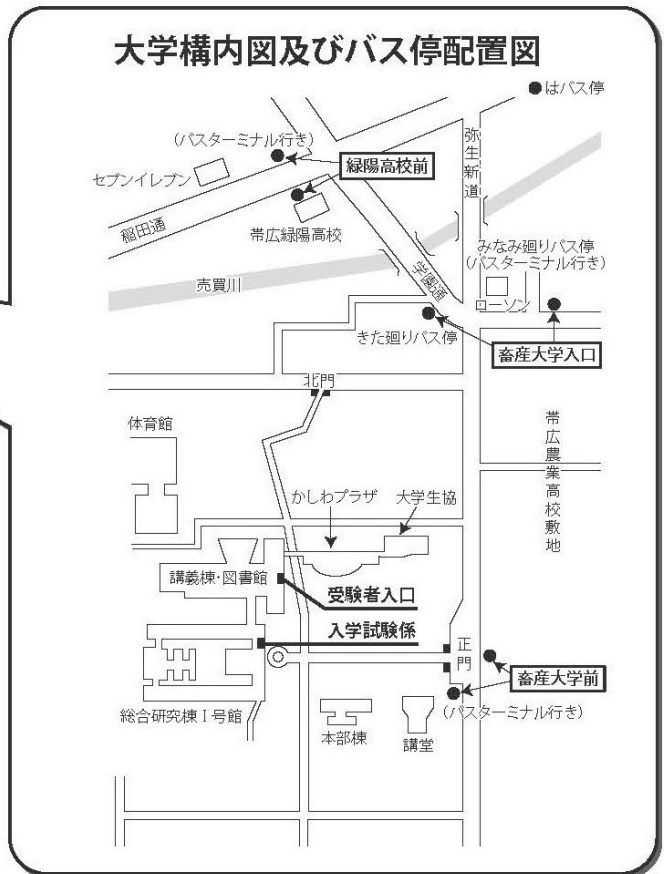 大学構内図及びバス停配置図
●はバス停
(バスターミナル行き)
緑陽高校前
弥生新道
セブンイレブン
稲田通
帯広緑陽高校
みなみ廻りバス停
(バスターミナル行き)
学園通
売買川
ローソン
きた廻りバス停
畜産大学入口
北門
体育館
帯広農業高校敷地
かしわプラザ
大学生協
講義棟・図書館
受験者入口
入学試験係
正門
畜産大学前
(バスターミナル行き)
総合研究棟Ⅰ号館
本部棟
講堂